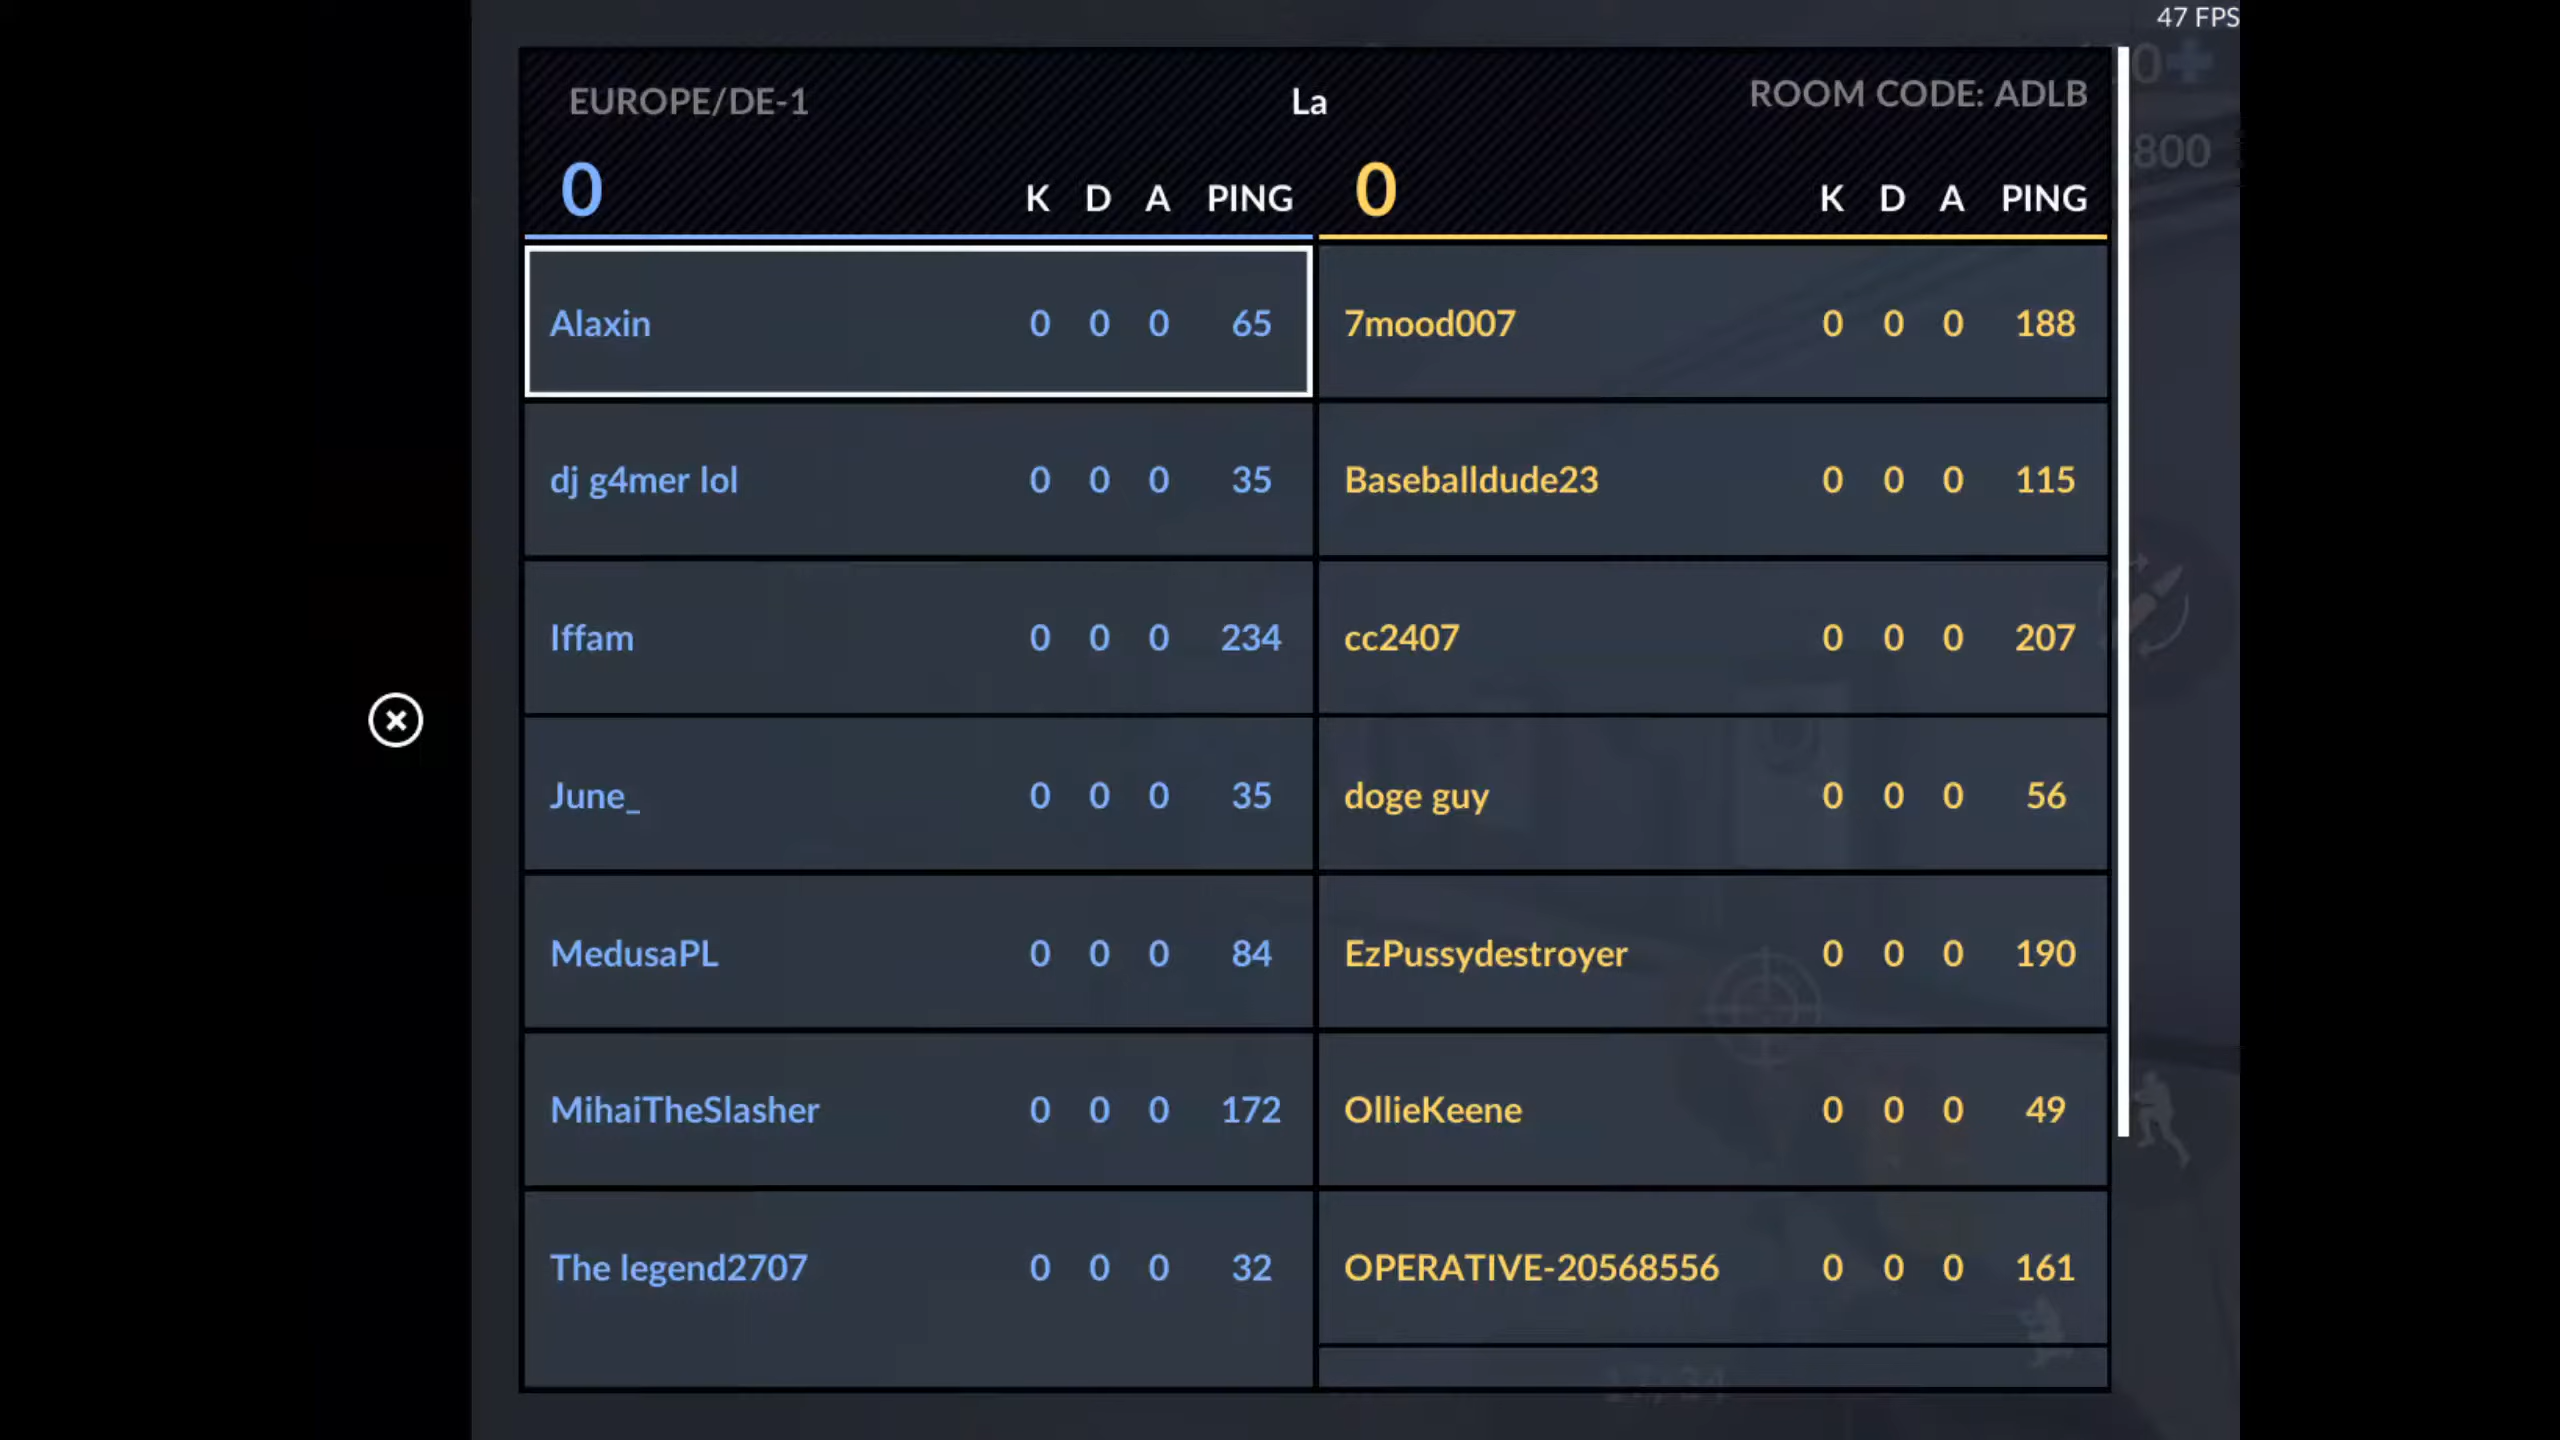 47 FPS
EUROPE/DE-1 La ROOM CODE: ADLB
0 K D A PING 0 K D A PING
800
Alaxin 0 0 0 65 7mood007 0 0 0 188
dj g4mer lol 0 0 0 35 Baseballdude23 0 0 0 115
Iffam 0 0 0 234 cc2407 0 0 0 207
June_ 0 0 0 35 doge guy 0 0 0 56
MedusaPL 0 0 0 84 EzPussydestroyer 0 0 0 190
MihaiTheSlasher 0 0 0 172 OllieKeene 0 0 0 49
The legend2707 0 0 0 32 OPERATIVE-20568556 0 0 0 161